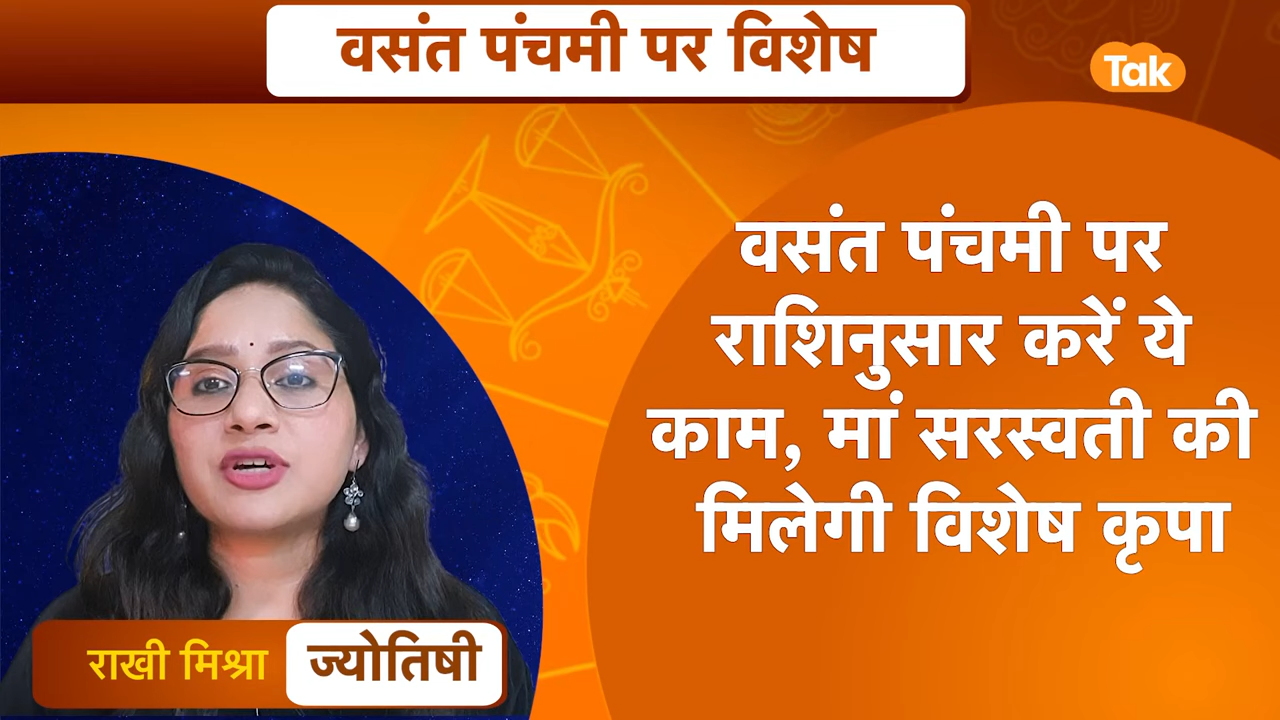 वसंत पंचमी पर विशेष
Tak
वसंत पंचमी पर
राशिनुसार करें ये
काम, मां सरस्वती की
मिलेगी विशेष कृपा
राखी मिश्रा
ज्योतिषी